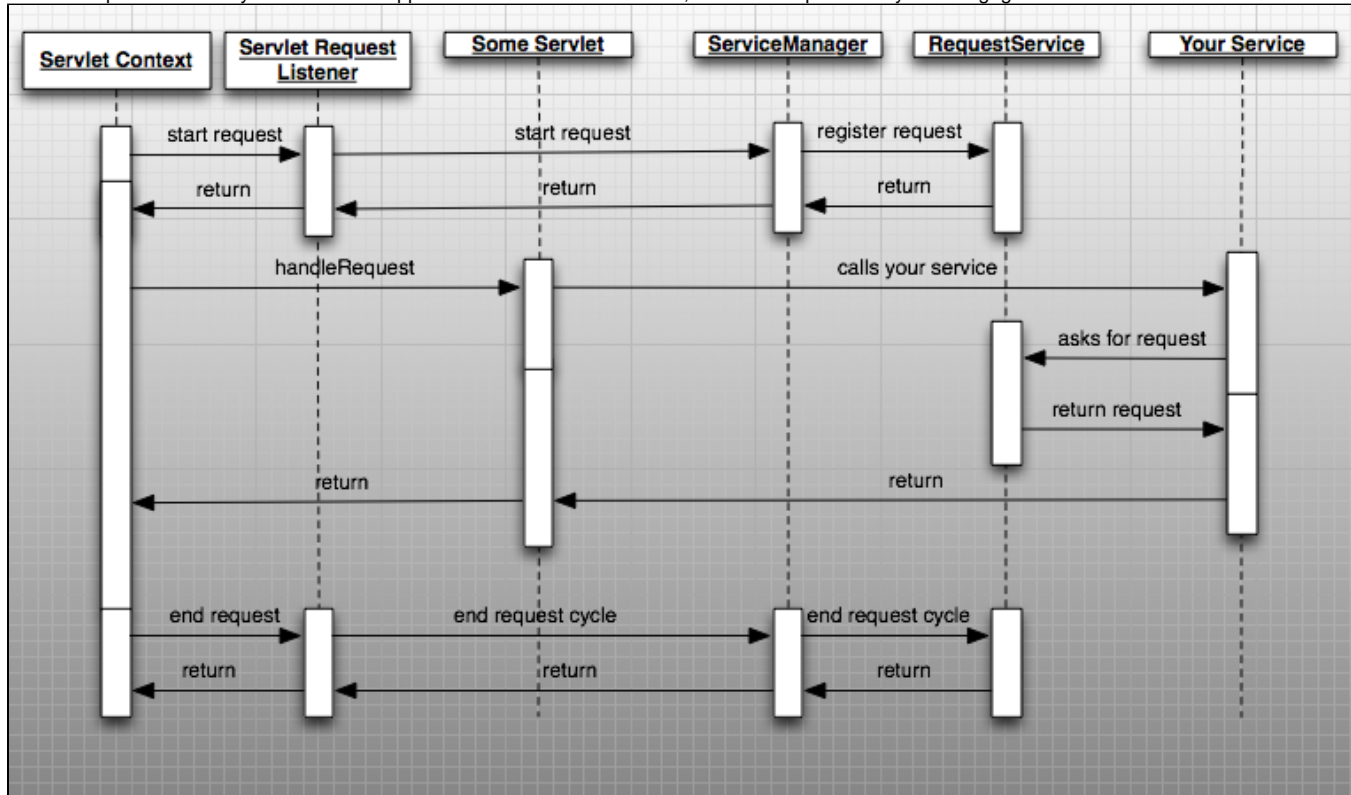 Servlet Context
Servlet Request
Listener
Some Servlet
ServiceManager
RequestService
Your Service
start request
start request
register request
return
return
return
handleRequest
calls your service
asks for request
return request
return
return
end request
end request cycle
end request cycle
return
return
return